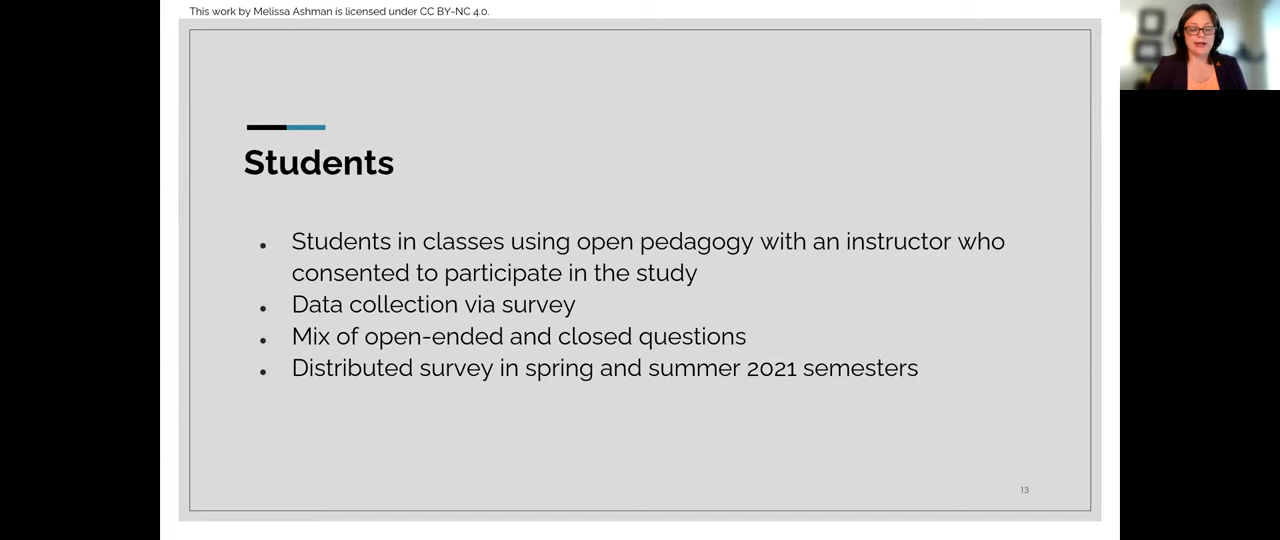 This work by Melissa Ashman is licensed under CC BY-NC 4.0.
Students
• Students in classes using open pedagogy with an instructor who
consented to participate in the study
• Data collection via survey
• Mix of open-ended and closed questions
• Distributed survey in spring and summer 2021 semesters
13